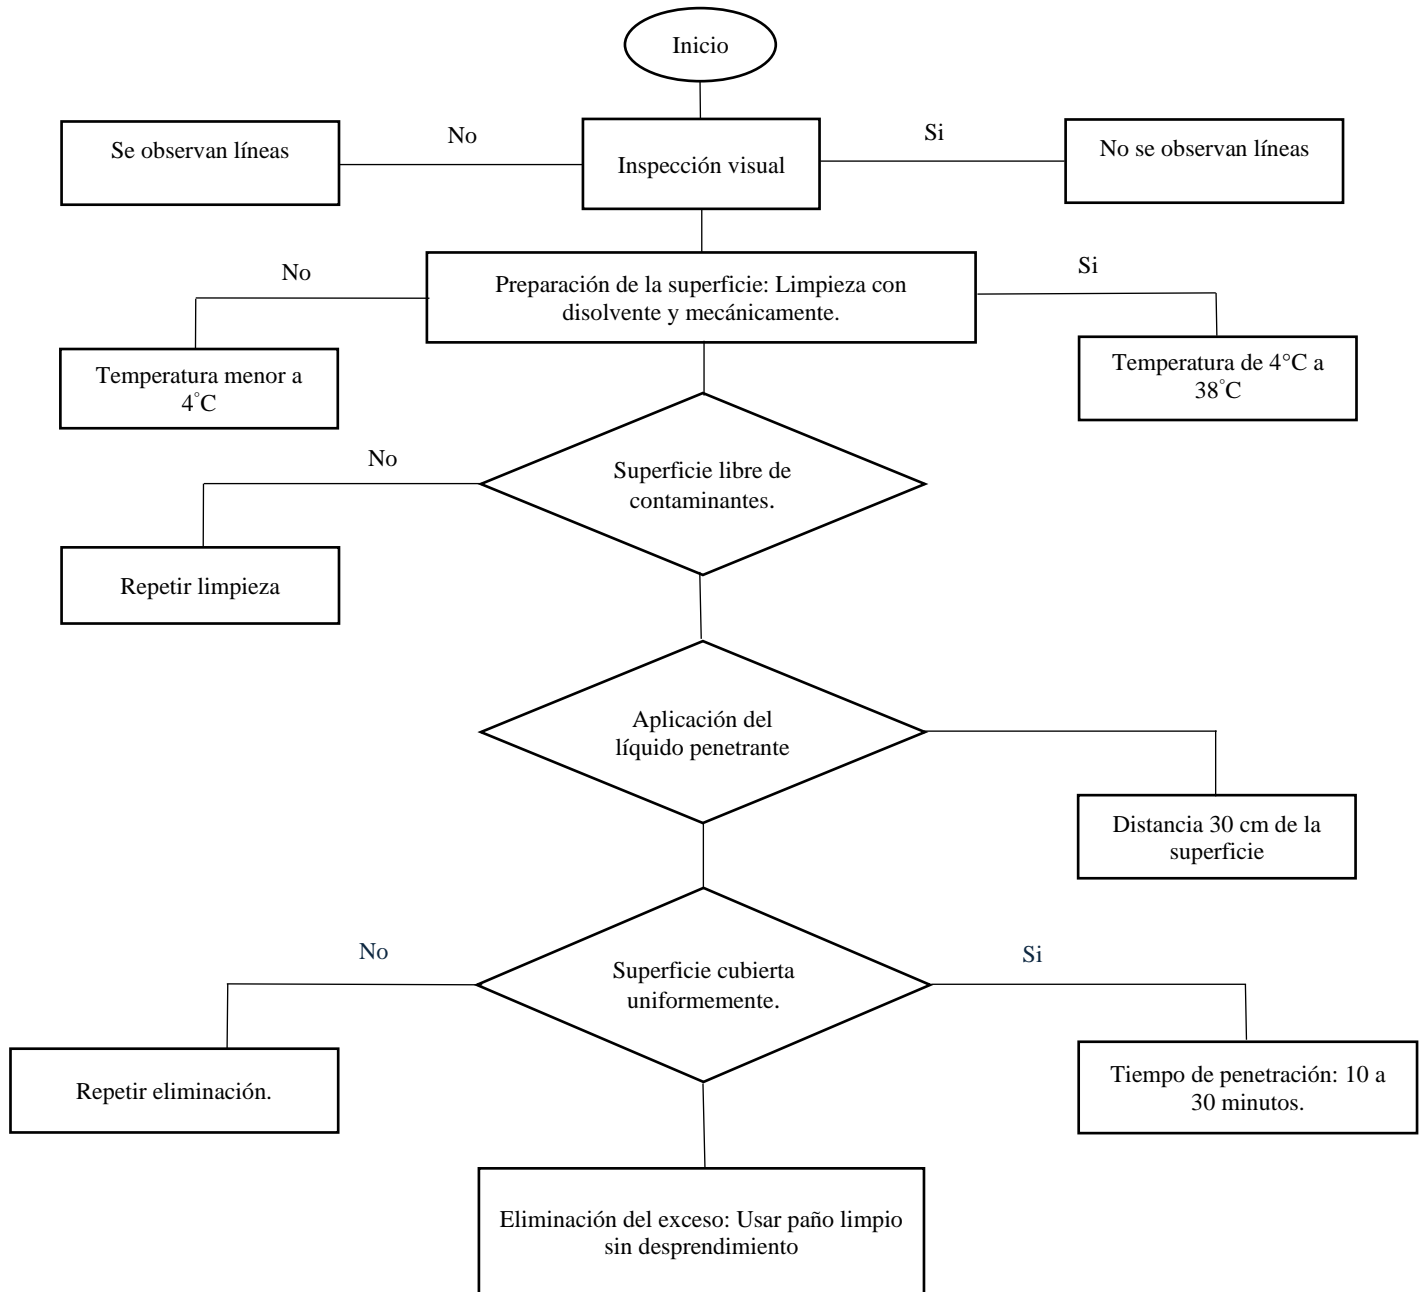 Inicio
Se observan líneas
No
Inspección visual
Si
No se observan líneas
No
Preparación de la superficie: Limpieza con
disolvente y mecánicamente.
Si
Temperatura menor a
4°C
Temperatura de 4°C a
38°C
No
Superficie libre de
contaminantes.
Repetir limpieza
Aplicación del
líquido penetrante
Distancia 30 cm de la
superficie
No
Superficie cubierta
uniformemente.
Si
Repetir eliminación.
Tiempo de penetración: 10 a
30 minutos.
Eliminación del exceso: Usar paño limpio
sin desprendimiento